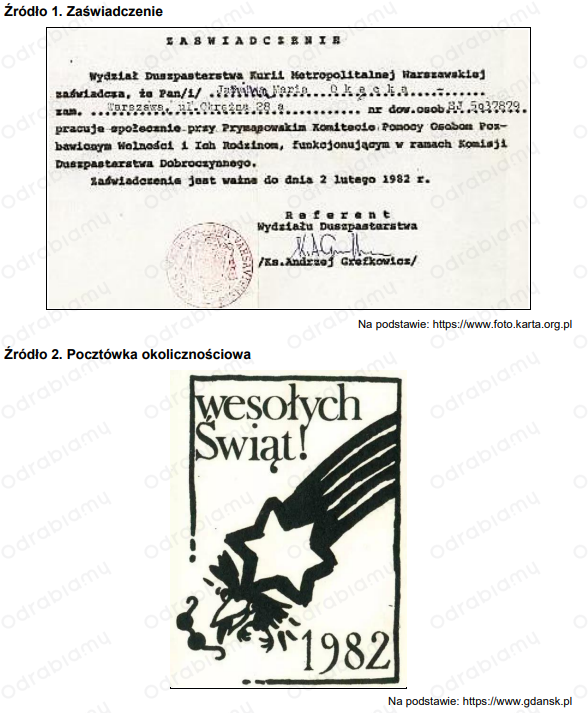 Źródło 1. Zaświadczenie
ZAŚWIADCZENIE
Wydział Duszpasterstwa Kurii Metropolitalnej Warszawskiej
zaświadcza, że Pan/i/ Janina Maria Okęcka -
zam. Warszawa, ul. Okrężna 28 a nr dow.osob.
pracuje społecznie przy Prymasowskim Komitecie Pomocy Osobom Poz-
bawionym Wolności i Ich Rodzinom, funkcjonującym w ramach Komisji
Duszpasterstwa Dobroczynnego.
Zaświadczenie jest ważne do dnia 2 lutego 1982 r.
Referent
Wydziału Duszpasterstwa
/Ks.Andrzej Grefkowicz/
Na podstawie: https://www.foto.karta.org.pl
Źródło 2. Pocztówka okolicznościowa
wesołych
Świąt!
1982
Na podstawie: https://www.gdansk.pl
odrabiamy